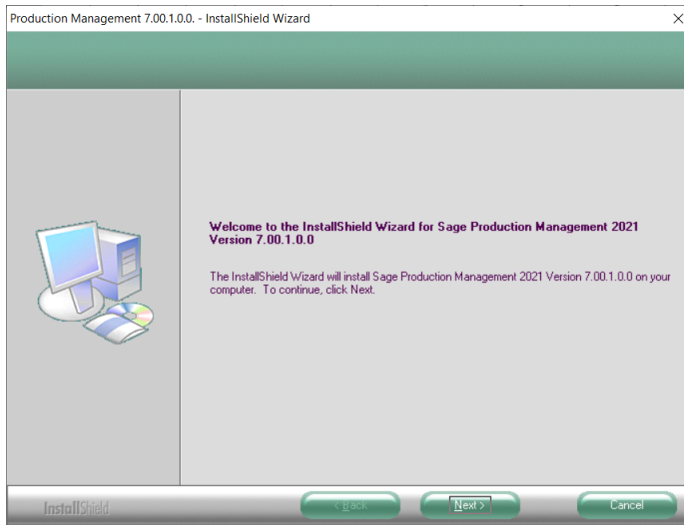 Production Management 7.00.1.0.0. - InstallShield Wizard
Welcome to the InstallShield Wizard for Sage Production Management 2021
Version 7.00.1.0.0
The InstallShield Wizard will install Sage Production Management 2021 Version 7.00.1.0.0 on your
computer. To continue, click Next.
InstallShield
< Back
Next >
Cancel